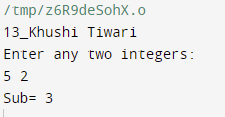 /tmp/z6R9deSohX.o
13_Khushi Tiwari
Enter any two integers:
5 2
Sub= 3